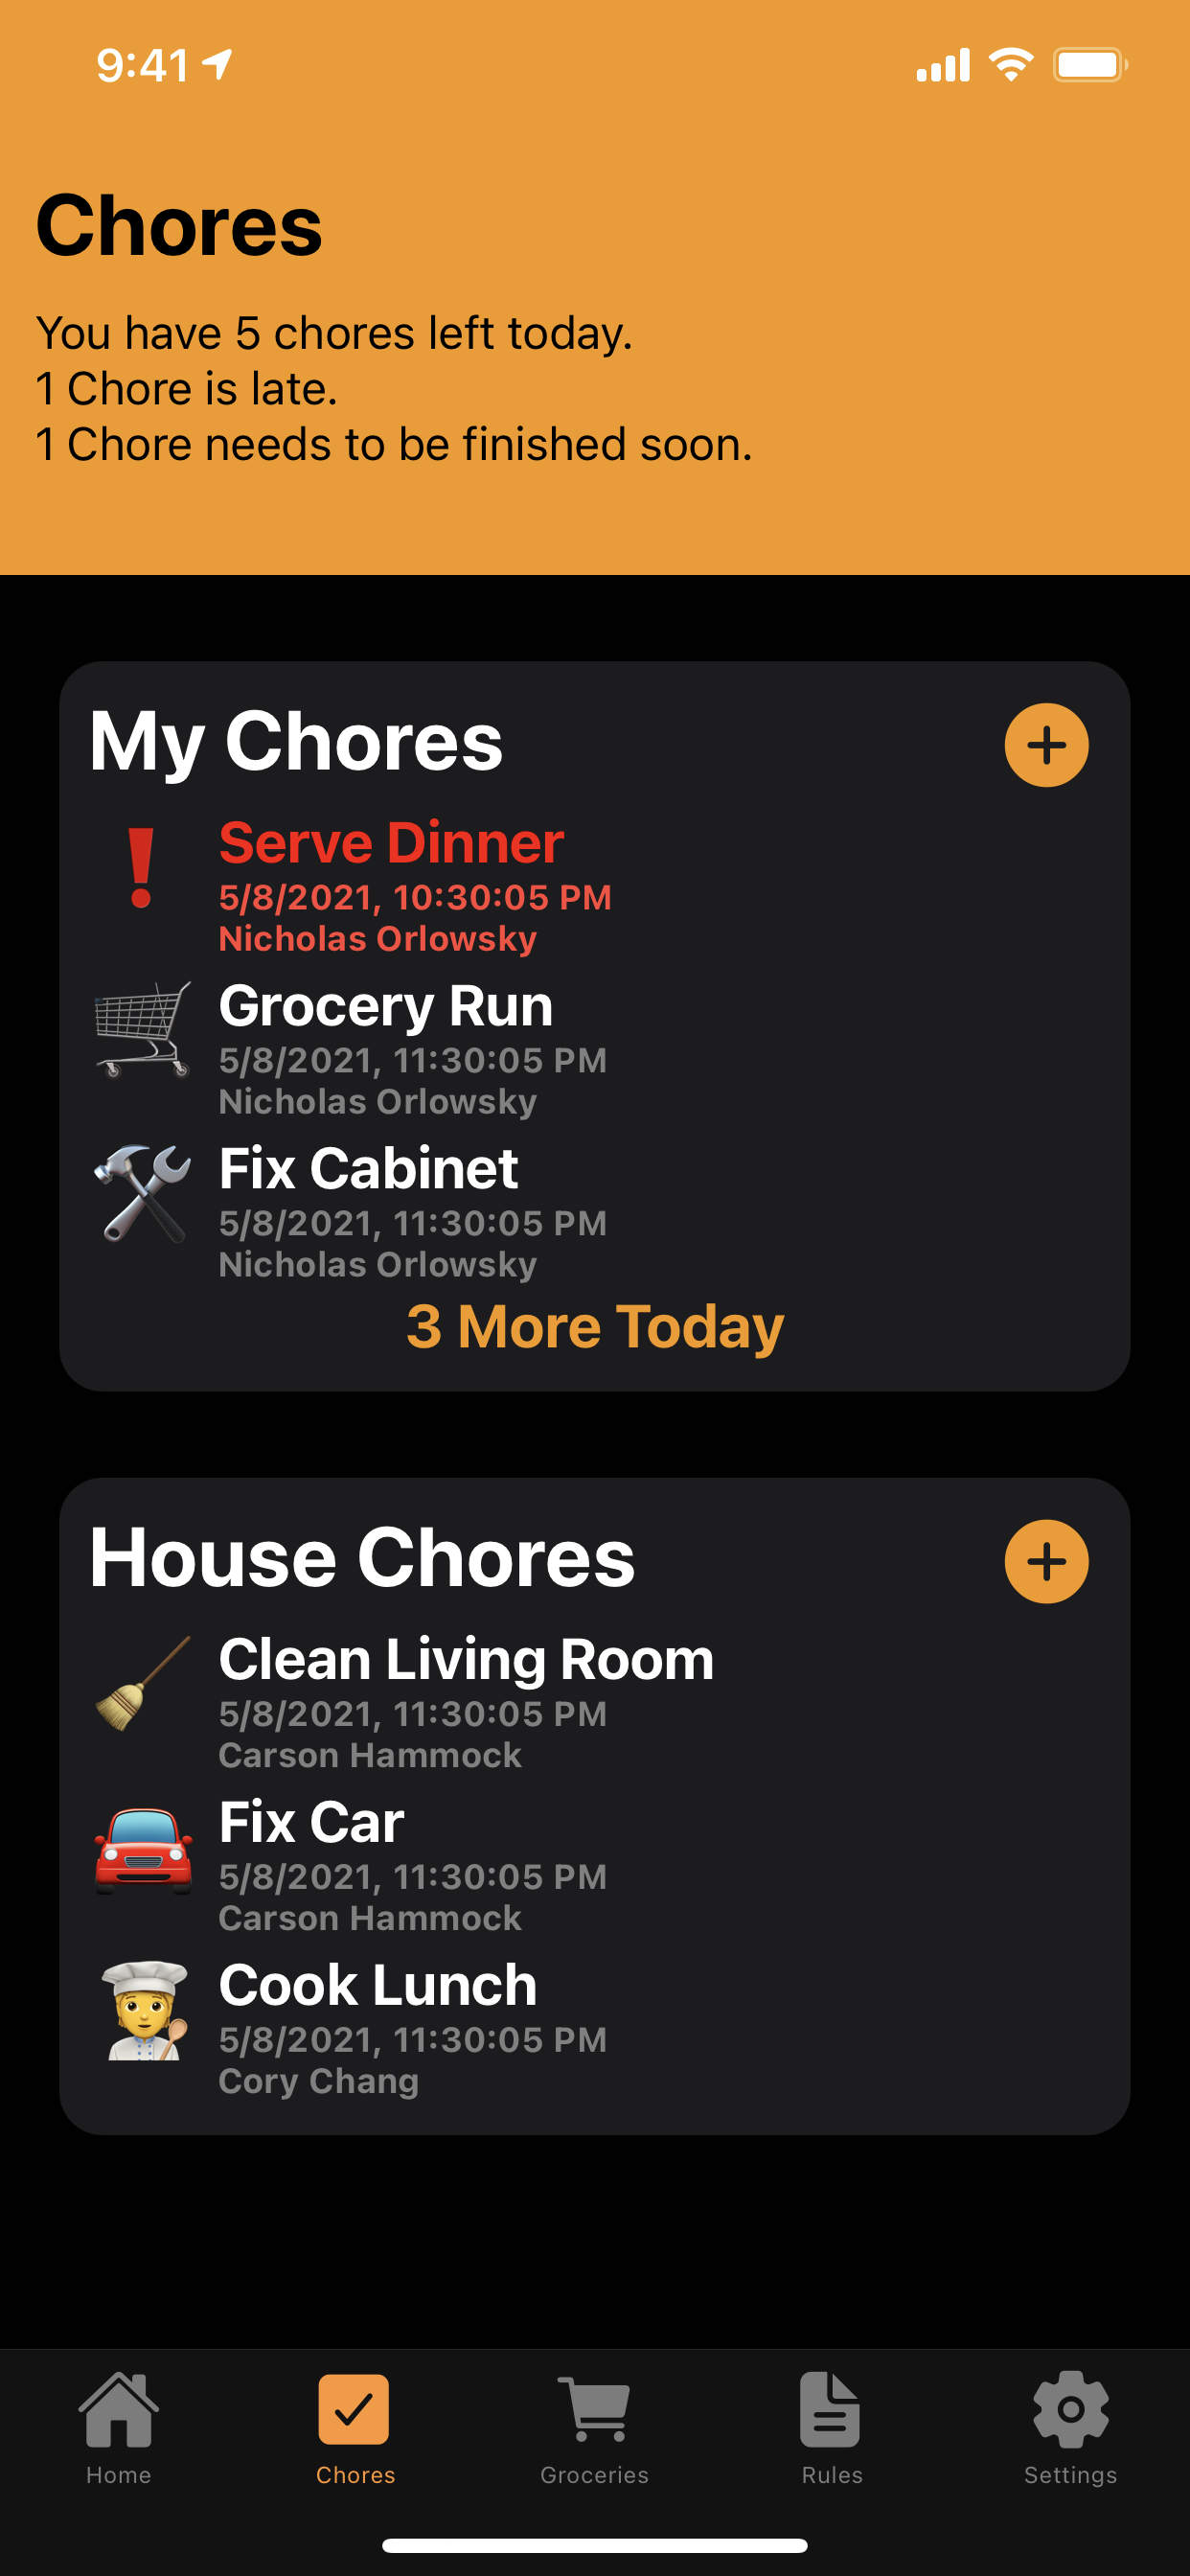 9:41
Chores
You have 5 chores left today.
1 Chore is late.
1 Chore needs to be finished soon.
My Chores
Serve Dinner
5/8/2021, 10:30:05 PM
Nicholas Orlowsky
Grocery Run
5/8/2021, 11:30:05 PM
Nicholas Orlowsky
Fix Cabinet
5/8/2021, 11:30:05 PM
Nicholas Orlowsky
3 More Today
House Chores
Clean Living Room
5/8/2021, 11:30:05 PM
Carson Hammock
Fix Car
5/8/2021, 11:30:05 PM
Carson Hammock
Cook Lunch
5/8/2021, 11:30:05 PM
Cory Chang
Home Chores Groceries Rules Settings